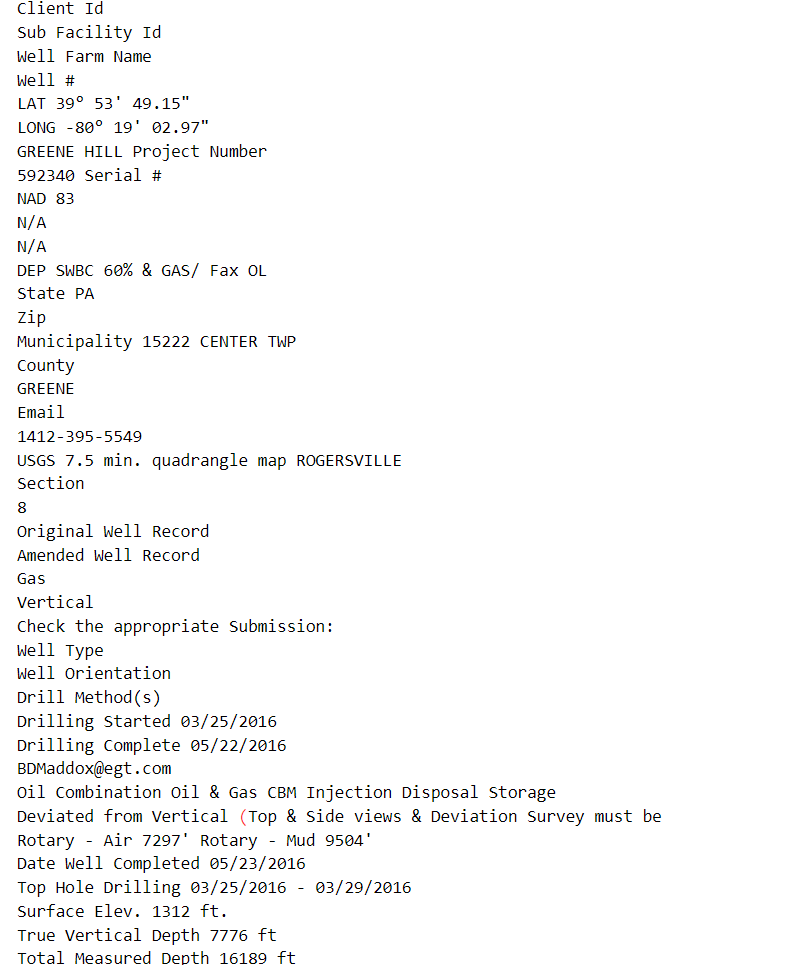 Client Id
Sub Facility Id
Well Farm Name
Well #
LAT 39° 53' 49.15"
LONG -80° 19' 02.97"
GREENE HILL Project Number
592340 Serial #
NAD 83
N/A
N/A
DEP SWBC 60% & GAS/ Fax OL
State PA
Zip
Municipality 15222 CENTER TWP
County
GREENE
Email
1412-395-5549
USGS 7.5 min. quadrangle map ROGERSVILLE
Section
8
Original Well Record
Amended Well Record
Gas
Vertical
Check the appropriate Submission:
Well Type
Well Orientation
Drill Method(s)
Drilling Started 03/25/2016
Drilling Complete 05/22/2016
BDMaddox@egt.com
Oil Combination Oil & Gas CBM Injection Disposal Storage
Deviated from Vertical (Top & Side views & Deviation Survey must be
Rotary - Air 7297' Rotary - Mud 9504'
Date Well Completed 05/23/2016
Top Hole Drilling 03/25/2016 - 03/29/2016
Surface Elev. 1312 ft.
True Vertical Depth 7776 ft
Total Measured Depth 16189 ft